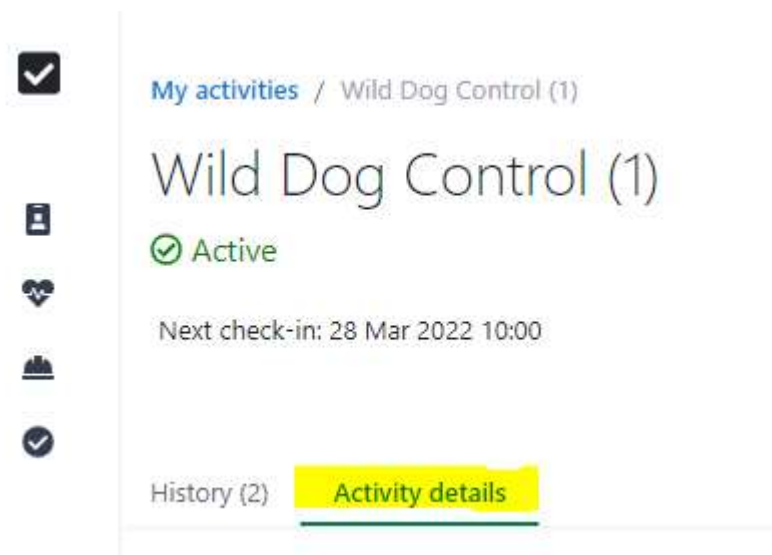 My activities / Wild Dog Control (1)
Wild Dog Control (1)
Active
Next check-in: 28 Mar 2022 10:00
History (2) Activity details